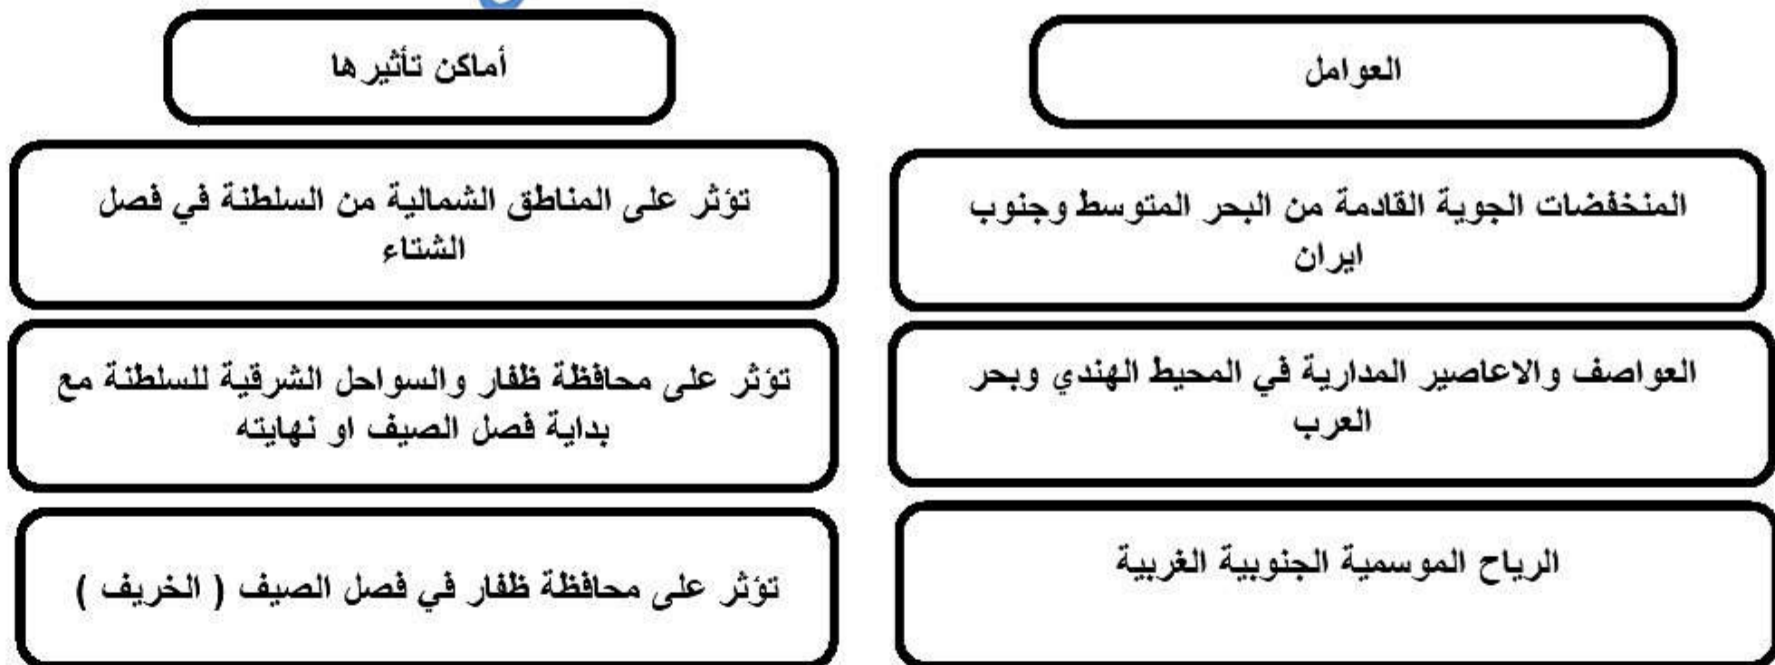 العوامل
أماكن تأثيرها
المنخفضات الجوية القادمة من البحر المتوسط وجنوب
ايران
تؤثر على المناطق الشمالية من السلطنة في فصل
الشتاء
العواصف والاعاصير المدارية في المحيط الهندي وبحر
العرب
تؤثر على محافظة ظفار والسواحل الشرقية للسلطنة مع
بداية فصل الصيف او نهايته
الرياح الموسمية الجنوبية الغربية
تؤثر على محافظة ظفار في فصل الصيف ( الخريف )